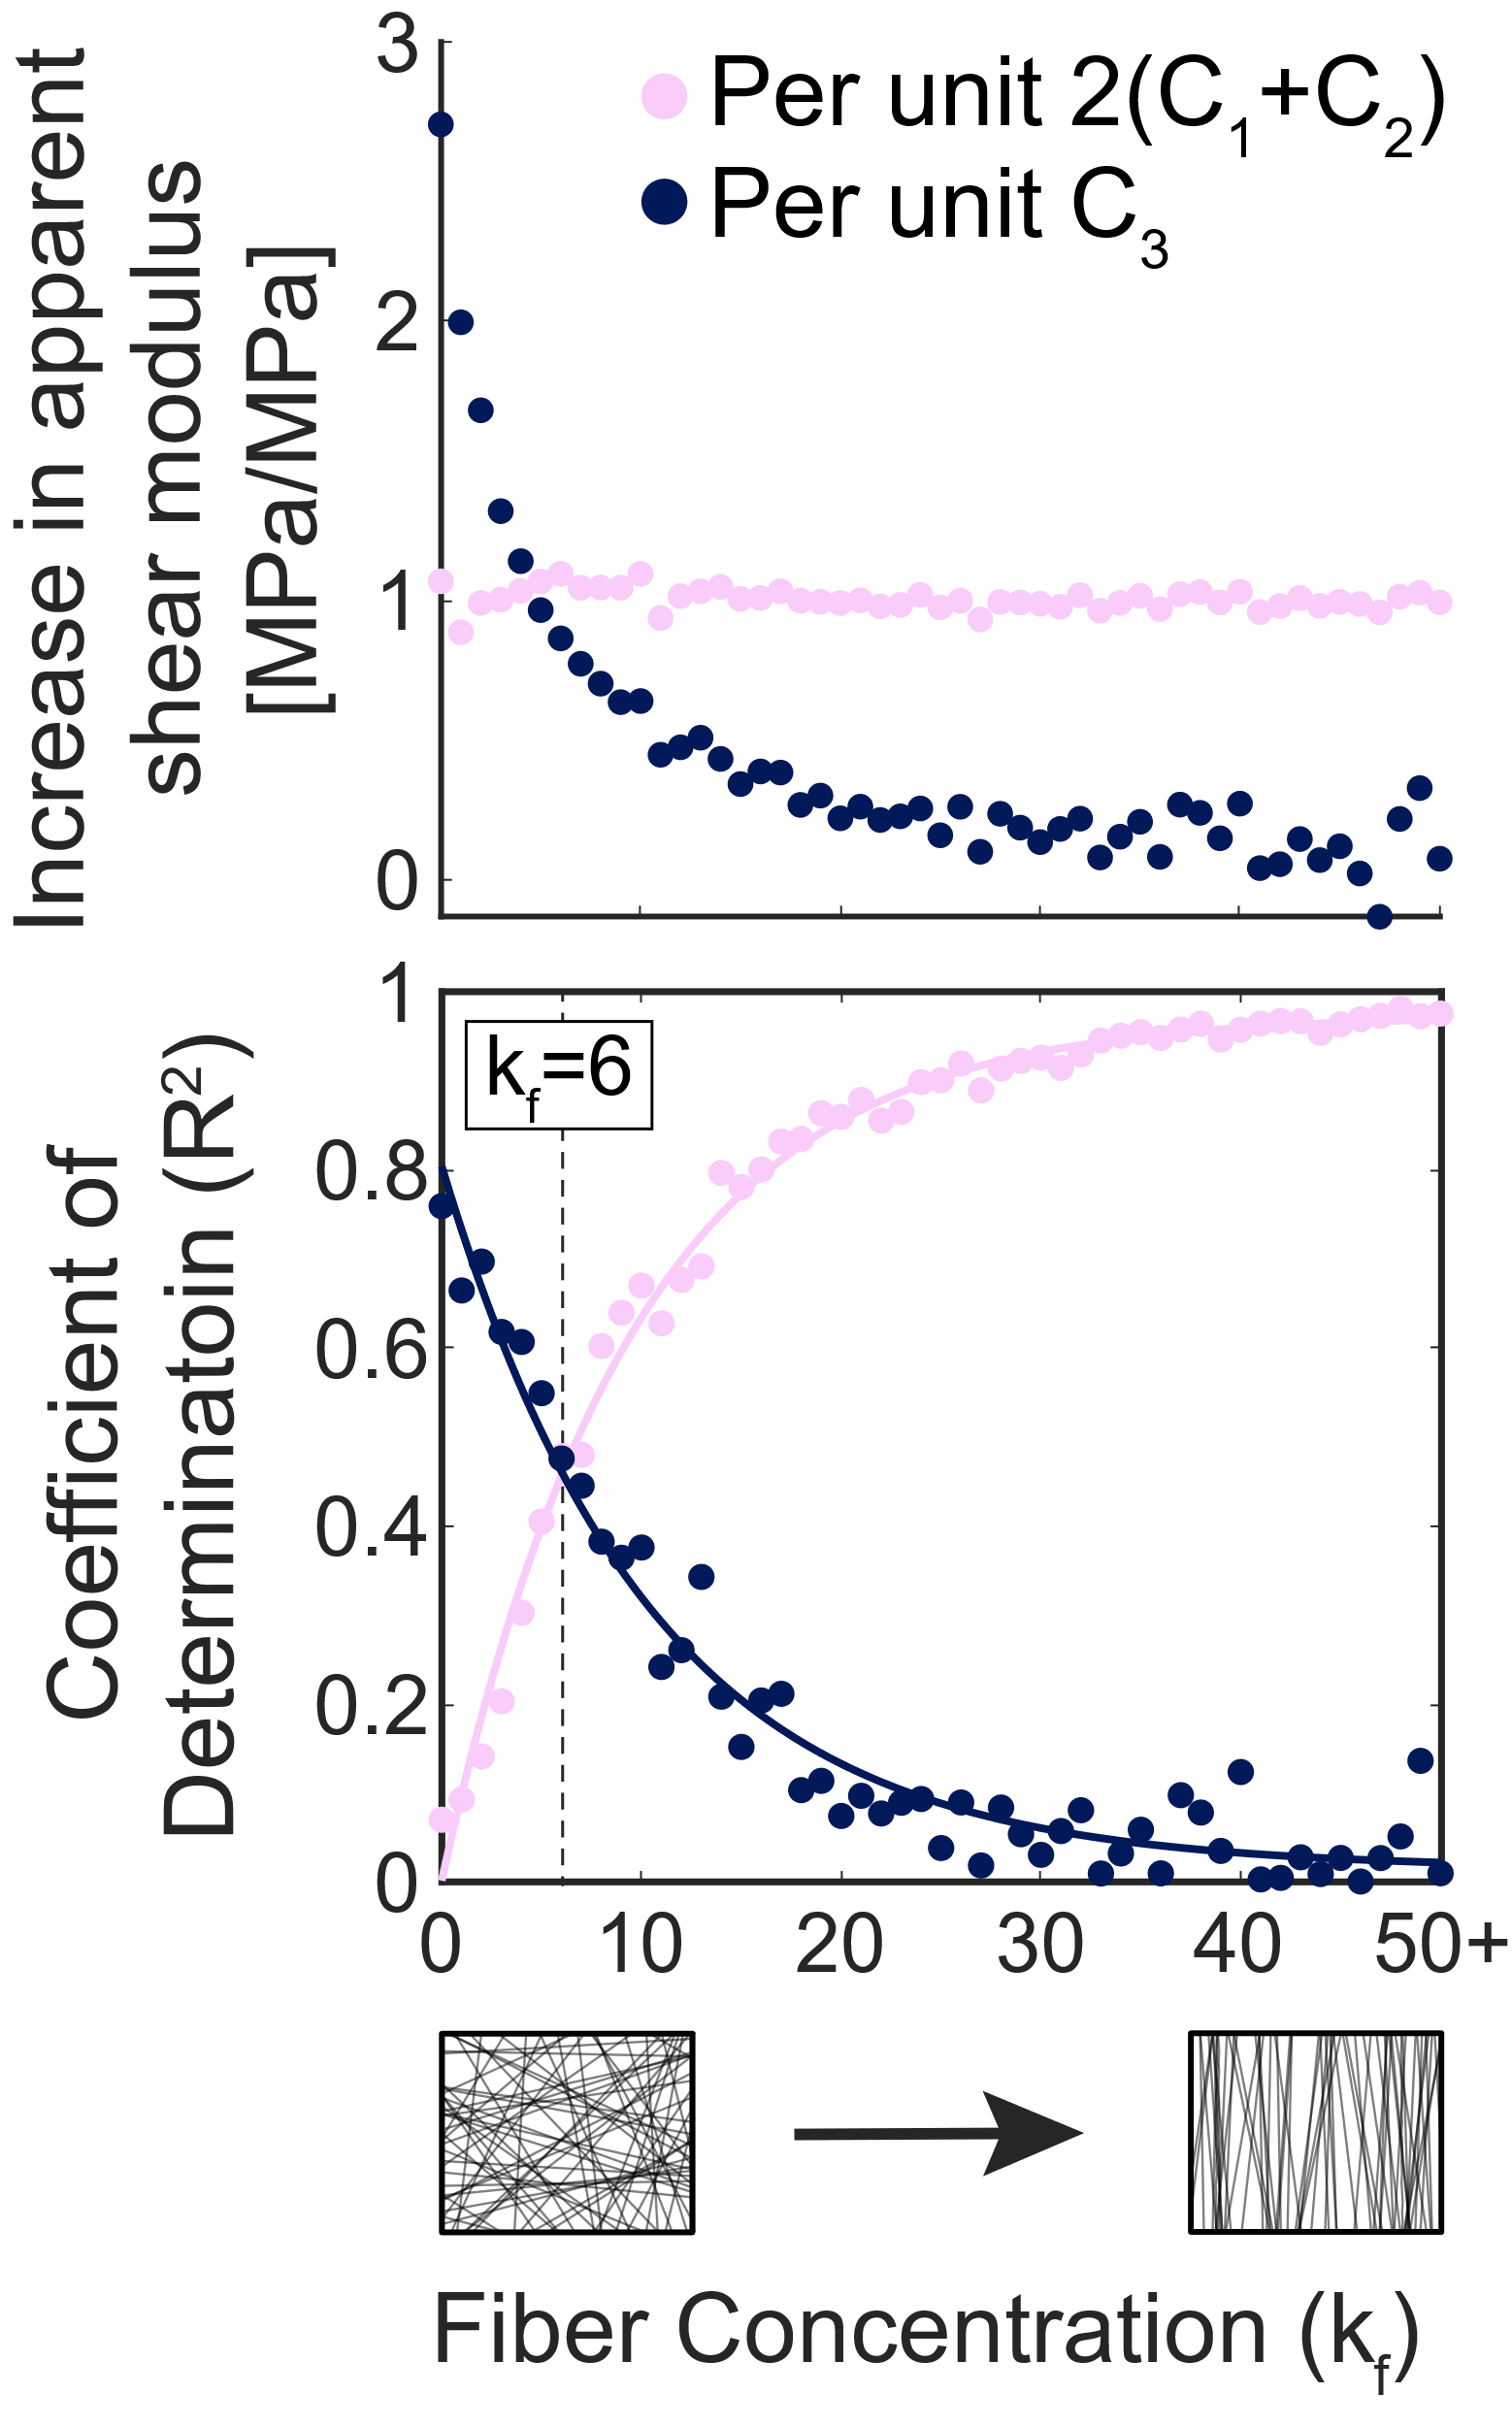 Increase in apparent
shear modulus
[MPa/MPa]
3
2
1
0
Per unit 2(C₁+C₂)
Per unit C₃
Coefficient of
Determinatoin (R²)
1
0.8
0.6
0.4
0.2
0
k_f=6
0 10 20 30 40 50+
Fiber Concentration (k_f)